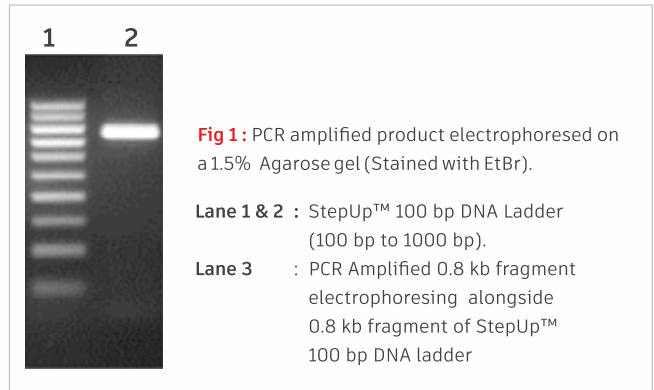 1 2
Fig 1 : PCR amplified product electrophoresed on
a 1.5% Agarose gel (Stained with EtBr).
Lane 1 & 2 : StepUp™ 100 bp DNA Ladder
(100 bp to 1000 bp).
Lane 3 : PCR Amplified 0.8 kb fragment
electrophoresing alongside
0.8 kb fragment of StepUp™
100 bp DNA ladder